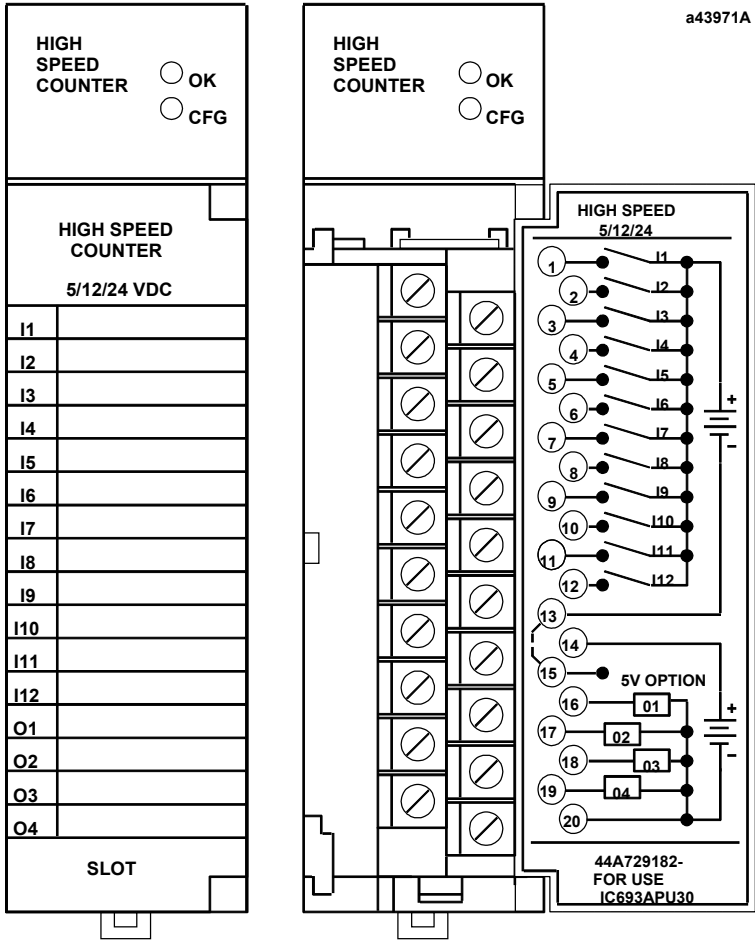 a43971A
HIGH
SPEED
COUNTER
OK
CFG
HIGH SPEED
COUNTER
5/12/24 VDC
I1
I2
I3
I4
I5
I6
I7
I8
I9
I10
I11
I12
O1
O2
O3
O4
SLOT
HIGH
SPEED
COUNTER
OK
CFG
HIGH SPEED
5/12/24
1 I1
2 I2
3 I3
4 I4
5 I5
6 I6 +
7 I7 –
8 I8
9 I9
10 I10
11 I11
12 I12
13
14
15 5V OPTION
16 01 +
17 02
18 03 –
19 04
20
44A729182-
FOR USE
IC693APU30